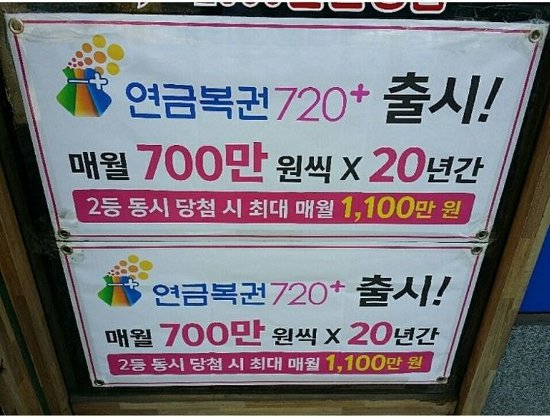 연금복권720+ 출시!
매월 700만 원씩 X 20년간
2등 동시 당첨 시 최대 매월 1,100만 원
연금복권720+ 출시!
매월 700만 원씩 X 20년간
2등 동시 당첨 시 최대 매월 1,100만 원